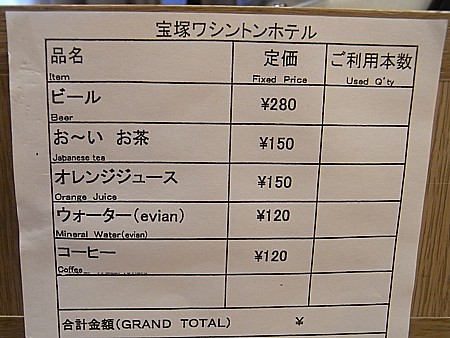 宝塚ワシントンホテル
品名 定価 ご利用本数
Item Fixed Price Used Q'ty
ビール ¥280
Beer
お〜い お茶 ¥150
Japanese tea
オレンジジュース ¥150
Orange Juice
ウォーター(evian) ¥120
Mineral Water(evian)
コーヒー ¥120
Coffee
合計金額(GRAND TOTAL) ¥